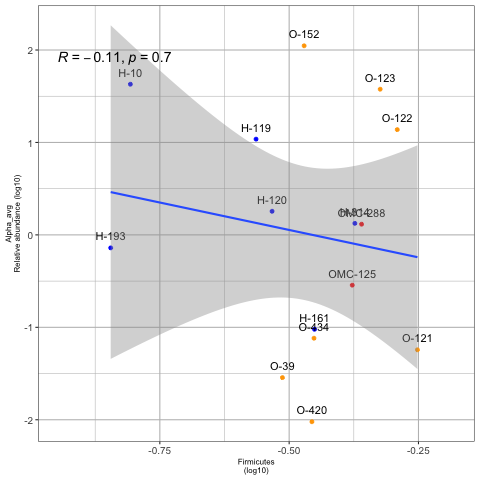 O-152
R = −0.11, p = 0.7
H-10
O-123
O-122
H-119
H-120
OMC-288
H-193
OMC-125
H-161
O-434
O-121
O-39
O-420
2
1
0
-1
-2
Alpha_avg
Relative abundance (log10)
-0.75
-0.50
-0.25
Firmicutes
(log10)